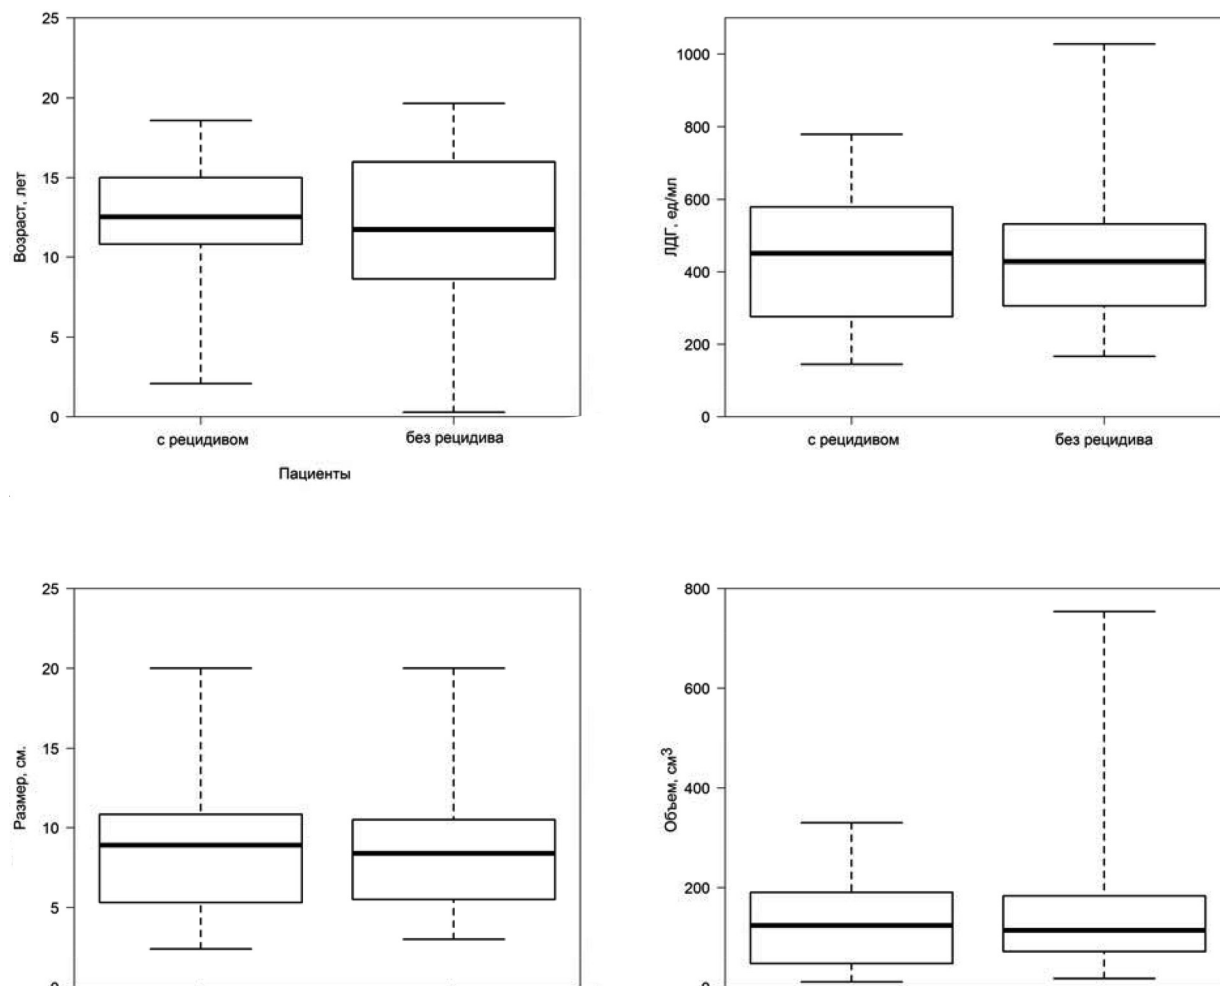 25
20
15
10
5
0
Возраст, лет
с рецидивом
без рецидива
Пациенты
1000
800
600
400
200
0
ЛДГ, ед/мл
с рецидивом
без рецидива
25
20
15
10
5
0
Размер, см.
800
600
400
200
0
Объем, см³